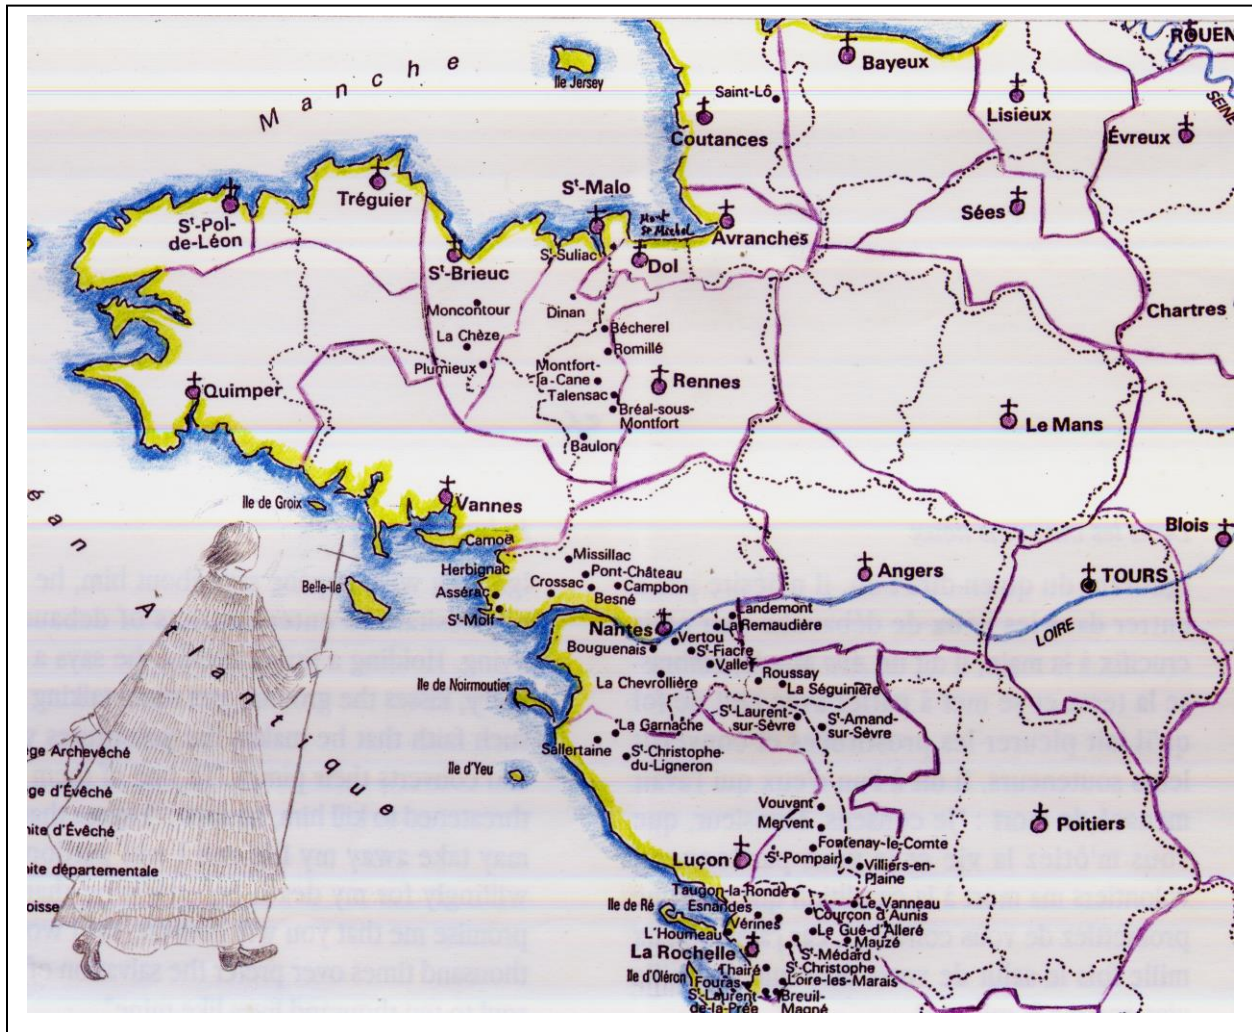 Manche
Ile Jersey
Saint-Lô
Coutances
Bayeux
ROUEN
SEINE
Lisieux
Évreux
Sᵗ-Pol-
de-Léon
Tréguier
Sᵗ-Malo
Mont
St Michel
Avranches
Sées
Sᵗ-Brieuc
Sᵗ-Suliac
Dol
Moncontour
Dinan
Chartres
La Chèze
Bécherel
Romillé
Plumieux
Montfort-
la-Cane
Talensac
Rennes
Quimper
Bréal-sous-
Montfort
Baulon
Le Mans
Ile de Groix
Vannes
Blois
Camoë
Herbignac
Missillac
Pont-Château
Assérac
Crossac
Campbon
Besné
Angers
TOURS
Belle-Ile
Sᵗ-Molf
Landemont
Nantes
La Remaudière
LOIRE
Vertou
Bouguenais
Sᵗ-Fiacre
Vallet
Roussay
La Chevrollière
La Séguinière
Ile de Noirmoutier
Sᵗ-Laurent-
sur-Sèvre
Sᵗ-Amand-
sur-Sèvre
La Garnache
Sallertaine
Sᵗ-Christophe-
du-Ligneron
Ile d'Yeu
Atlantique
ge Archevêché
ge d'Évêché
ite d'Évêché
ite départementale
oisse
Vouvant
Mervent
Poitiers
Fontenay-le-Comte
Luçon
Sᵗ-Pompain
Villiers-en-
Plaine
Taugon-la-Ronde
Le Vanneau
Ile de Ré
Esnandes
Courçon d'Aunis
Vérines
Le Gué-d'Alleré
L'Houmeau
Mauzé
La Rochelle
Sᵗ-Médard
Thairé
Sᵗ-Christophe
Ile d'Oléron
Fouras
Loire-les-Marais
Sᵗ-Laurent-
de-la-Prée
Breuil-
Magné